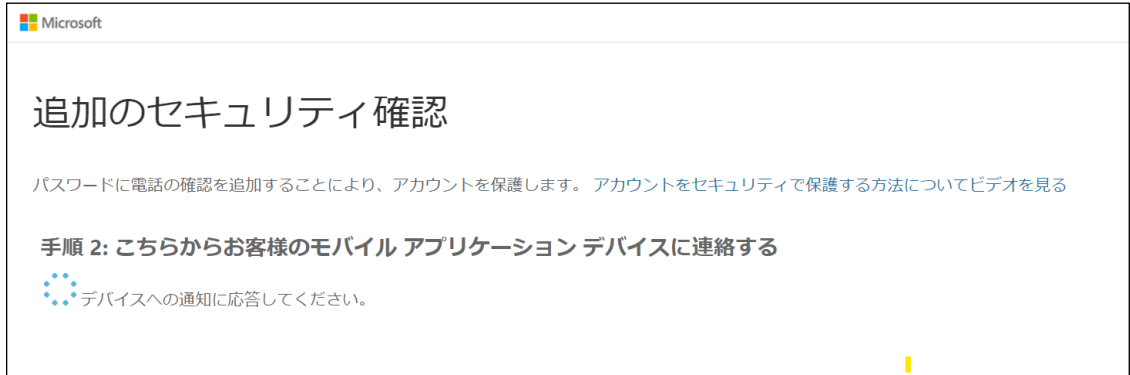 Microsoft
追加のセキュリティ確認
パスワードに電話の確認を追加することにより、アカウントを保護します。 アカウントをセキュリティで保護する方法についてビデオを見る
手順 2: こちらからお客様のモバイル アプリケーション デバイスに連絡する
デバイスへの通知に応答してください。